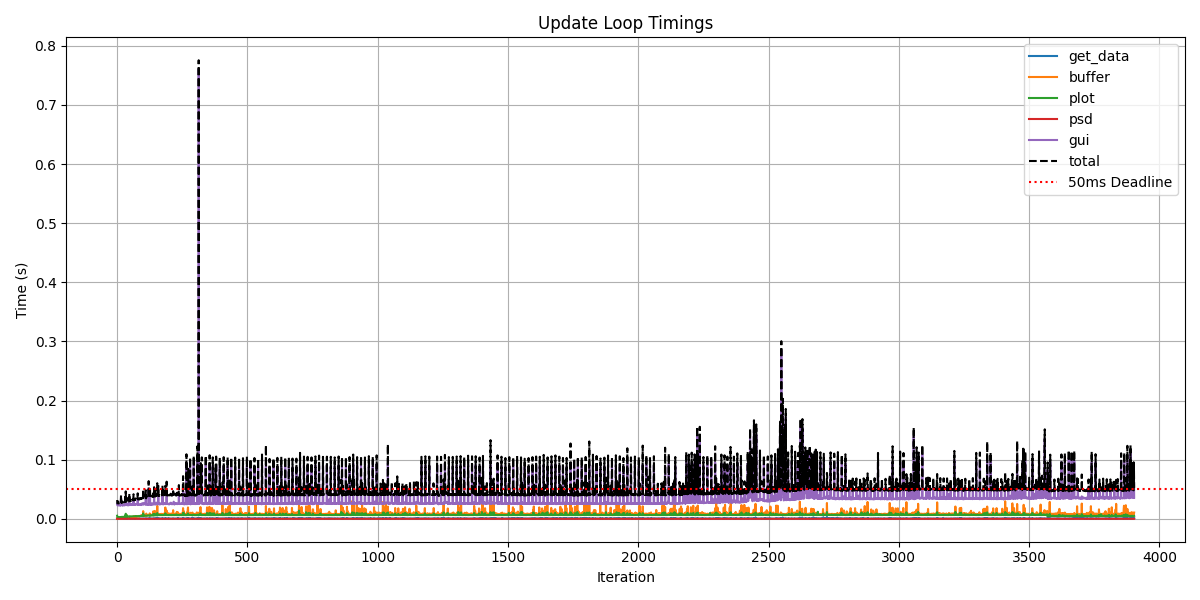 Update Loop Timings
0.8
0.7
0.6
0.5
0.4
0.3
0.2
0.1
0.0
Time (s)
get_data
buffer
plot
psd
gui
total
50ms Deadline
0 500 1000 1500 2000 2500 3000 3500 4000
Iteration